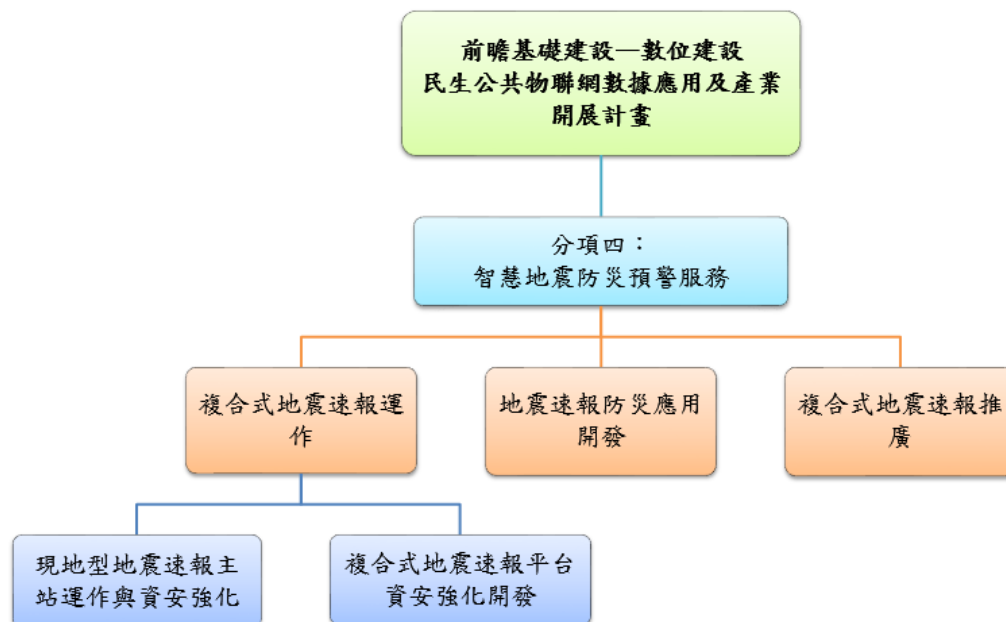 前瞻基礎建設—數位建設
民生公共物聯網數據應用及產業
開展計畫
分項四：
智慧地震防災預警服務
複合式地震速報運
作
地震速報防災應用
開發
複合式地震速報推
廣
現地型地震速報主
站運作與資安強化
複合式地震速報平台
資安強化開發